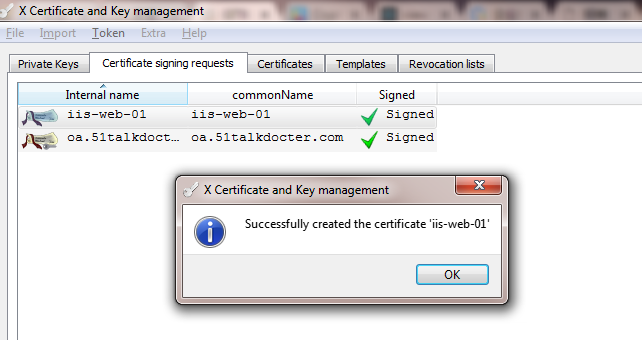 X Certificate and Key management
File Import Token Extra Help
Private Keys Certificate signing requests Certificates Templates Revocation lists
Internal name commonName Signed
iis-web-01 iis-web-01 Signed
oa.51talkdoct... oa.51talkdocter.com Signed
X Certificate and Key management
Successfully created the certificate 'iis-web-01'
OK